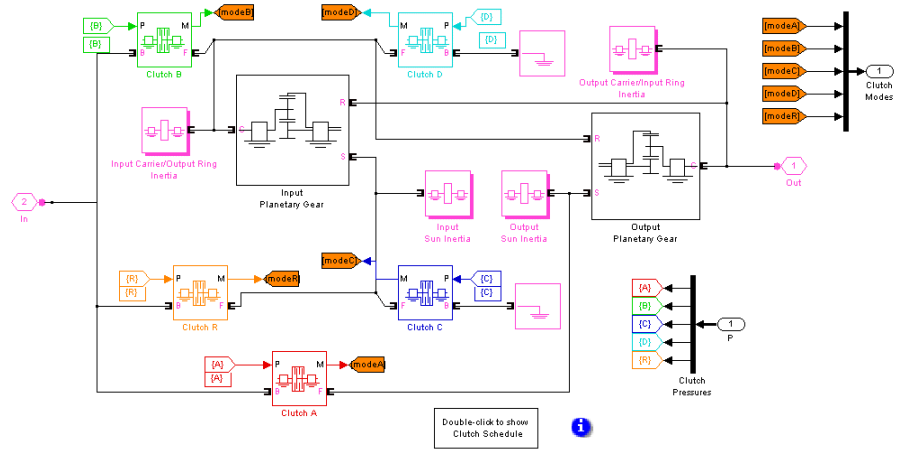 {B}
P
M
[modeB]
[modeD]
M
P
{D}
[modeA]
{B}
B
F
F
B
{D}
[modeB]
Clutch B
Clutch D
[modeC]
1
Clutch
Modes
Output Carrier/Input Ring
Inertia
[modeD]
R
[modeR]
C
R
Input Carrier/Output Ring
Inertia
S
C
1
Out
Input
Planetary Gear
S
2
In
Input
Sun Inertia
Output
Sun Inertia
Output
Planetary Gear
[modeC]
{R}
P
M
[modeR]
M
P
{C}
{A}
{R}
{C}
B
F
F
B
{B}
Clutch R
Clutch C
{C}
1
P
{D}
{A}
P
M
[modeA]
{R}
{A}
B
F
Clutch
Pressures
Clutch A
Double-click to show
Clutch Schedule
i